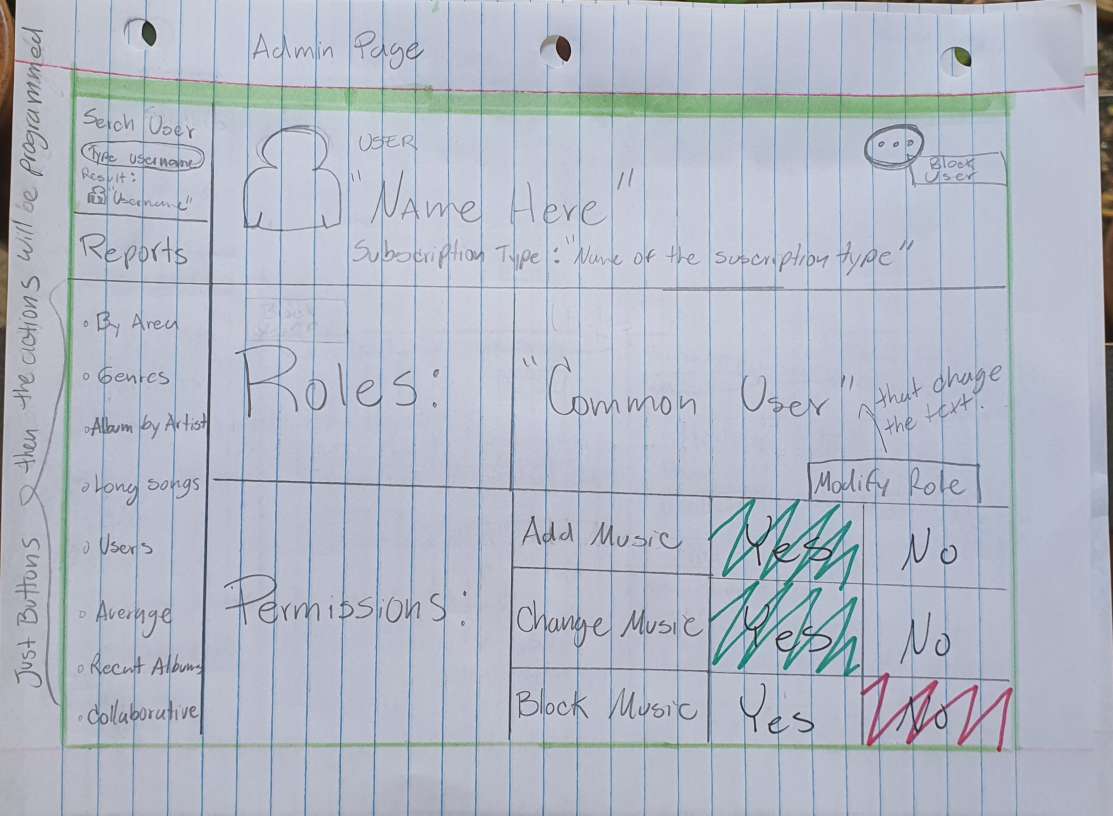 Admin Page
Just Buttons then the actions will be programmed
Serch User
Type username
Result:
"Username"
Reports
• By Area
• Genres
• Album by Artist
• Long songs
• Users
• Average
• Recent Albums
• Collaborative
USER
"Name Here"
Subscription Type: "Name of the suscription type"
Block
User
Roles:
"Common User"
that chage
the text.
Modify Role
Permissions:
Add Music Yes No
Change Music Yes No
Block Music Yes No